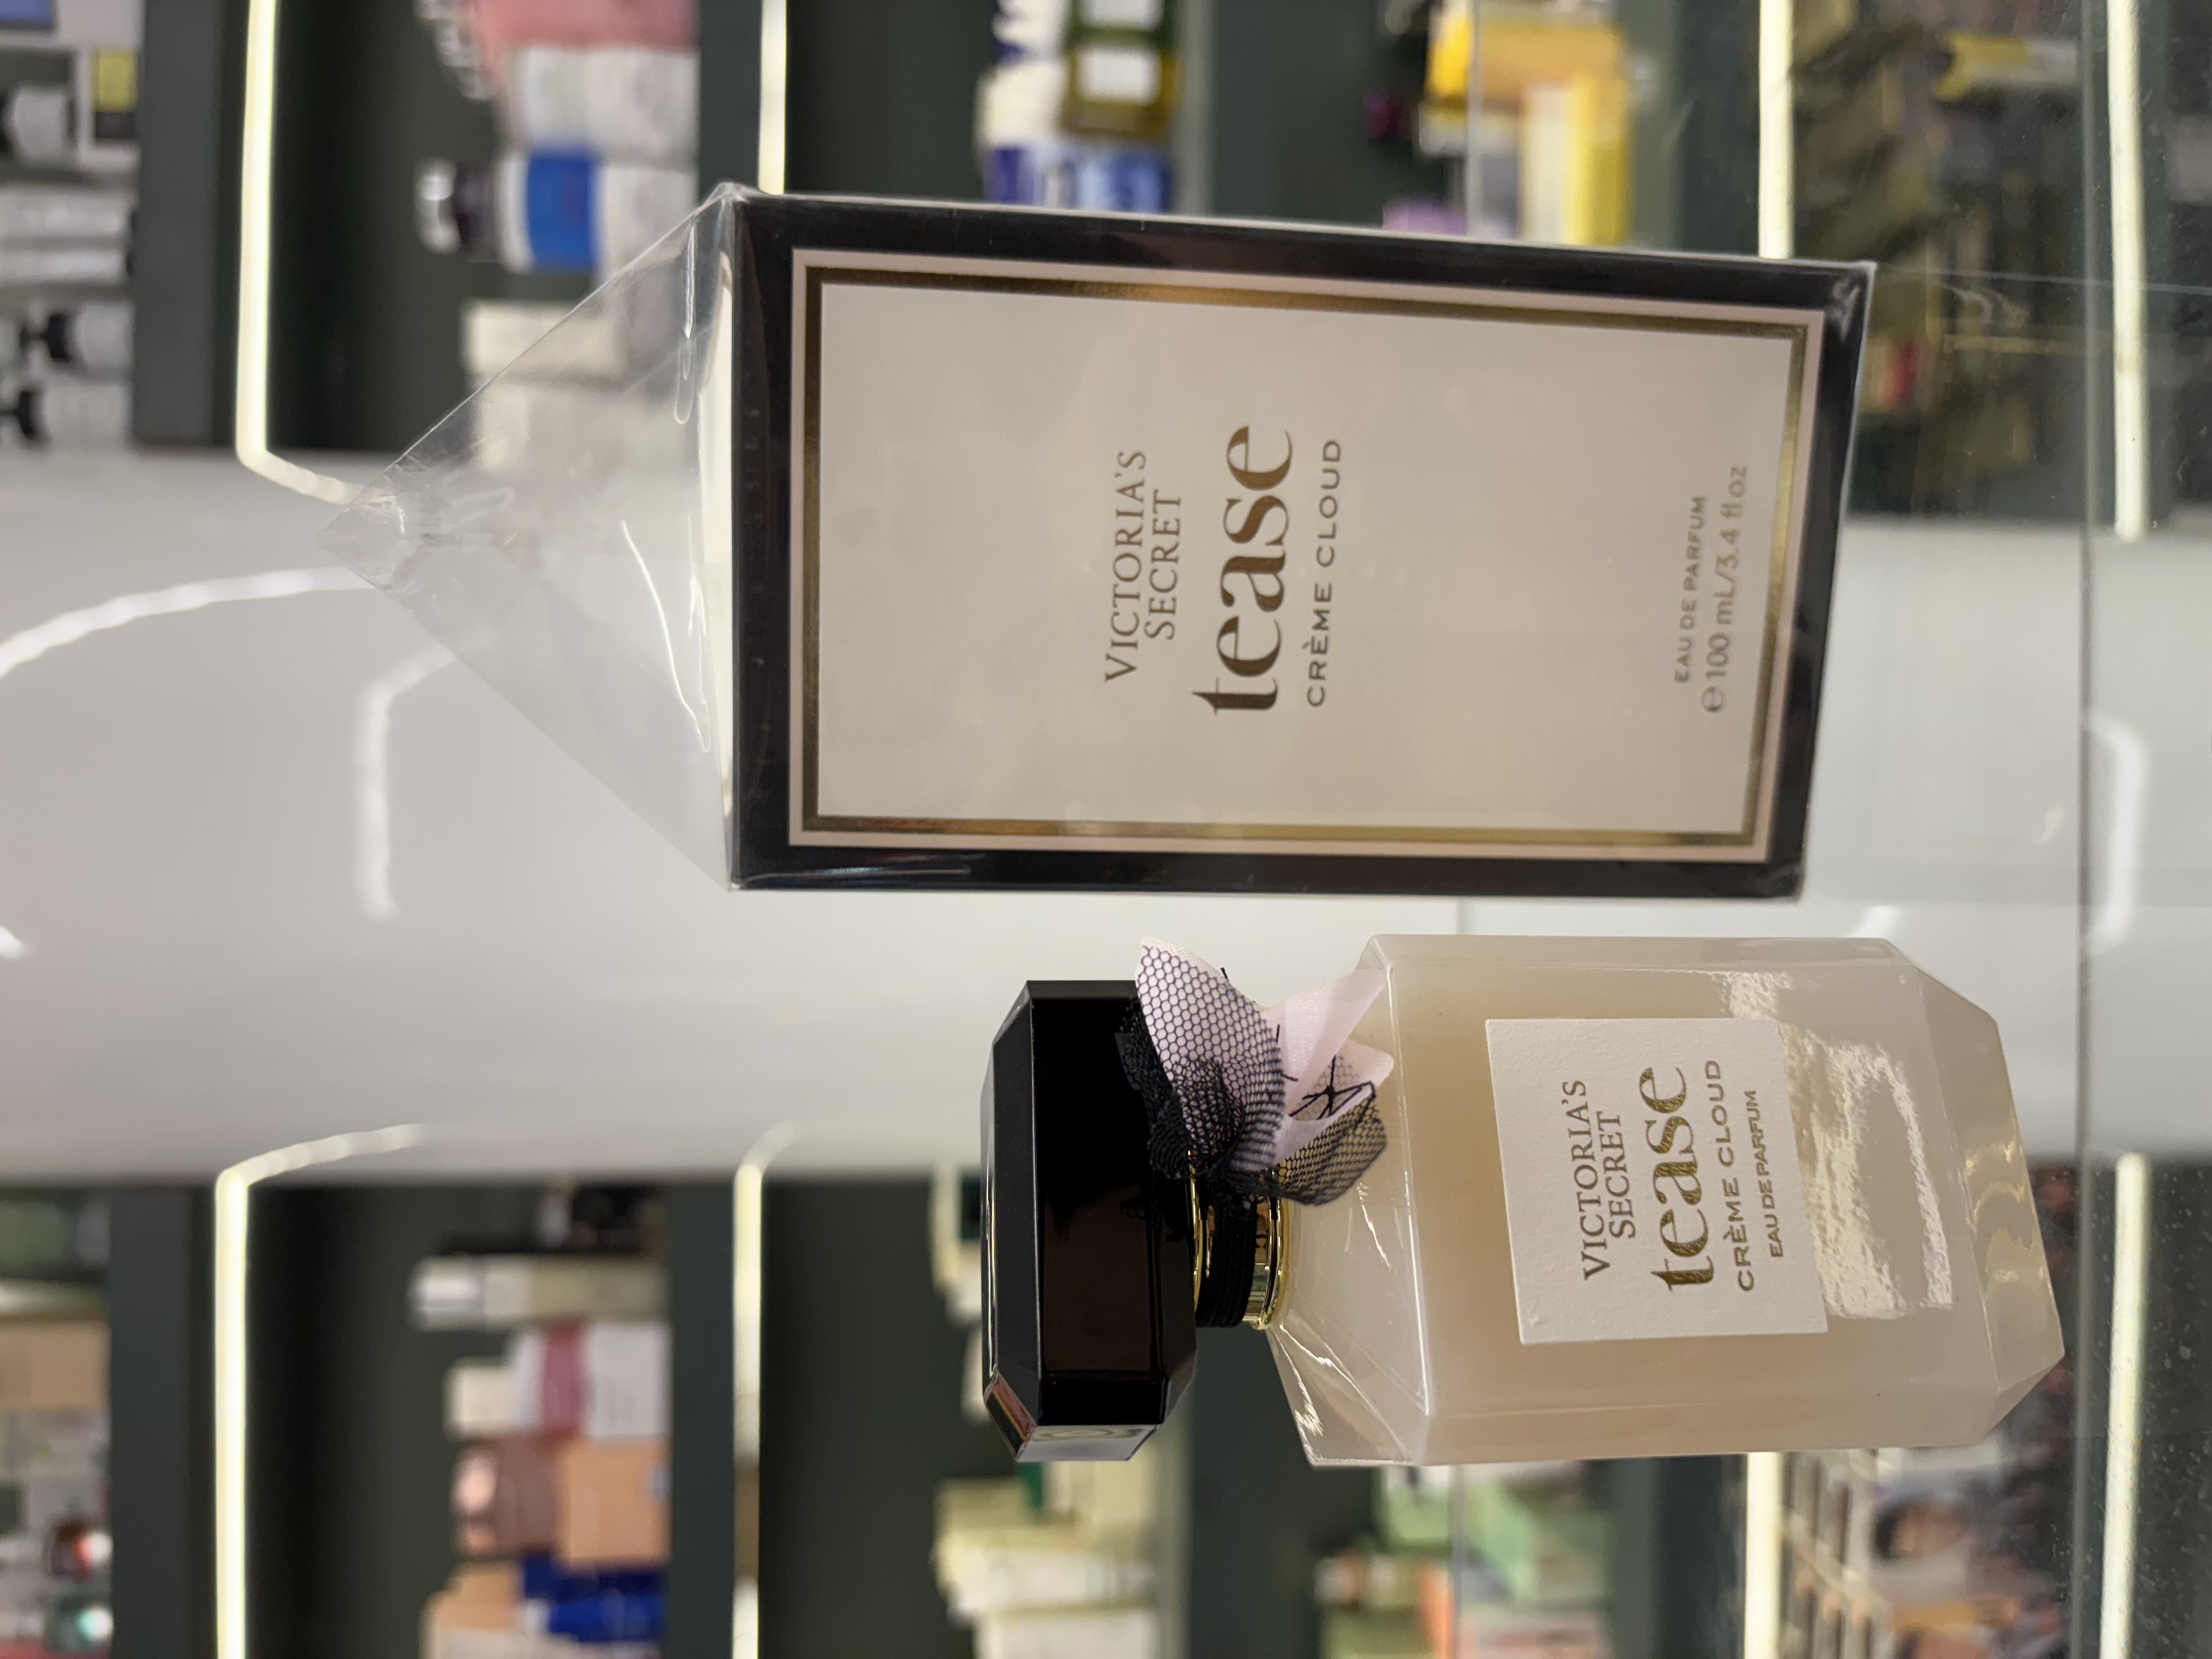 VICTORIA'S
SECRET
tease
CRÈME CLOUD
EAU DE PARFUM
℮ 100 mL/3.4 fl oz
VICTORIA'S
SECRET
tease
CRÈME CLOUD
EAU DE PARFUM